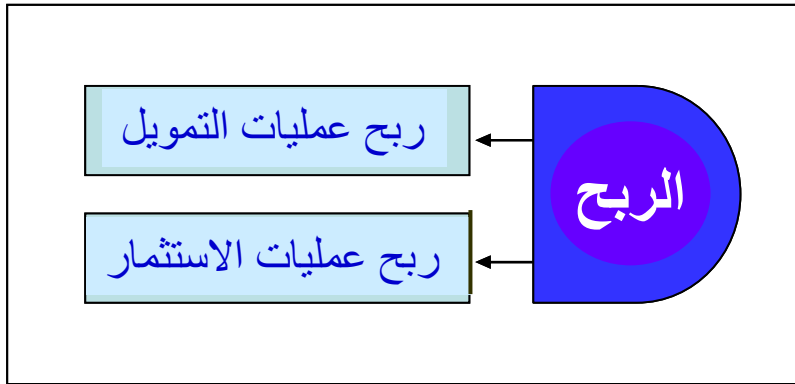 الربح
ربح عمليات التمويل
ربح عمليات الاستثمار